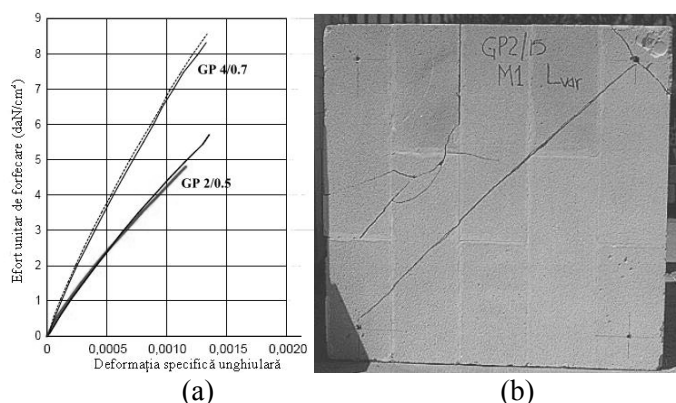 Efort unitar de forfecare (daN/cm²)
9
8
7
6
5
4
3
2
1
0
GP 4/0.7
GP 2/0.5
0 0,0005 0,0010 0,0015 0,0020
Deformația specifică unghiulară
(a)
GP2/15
M1 Lvar
(b)